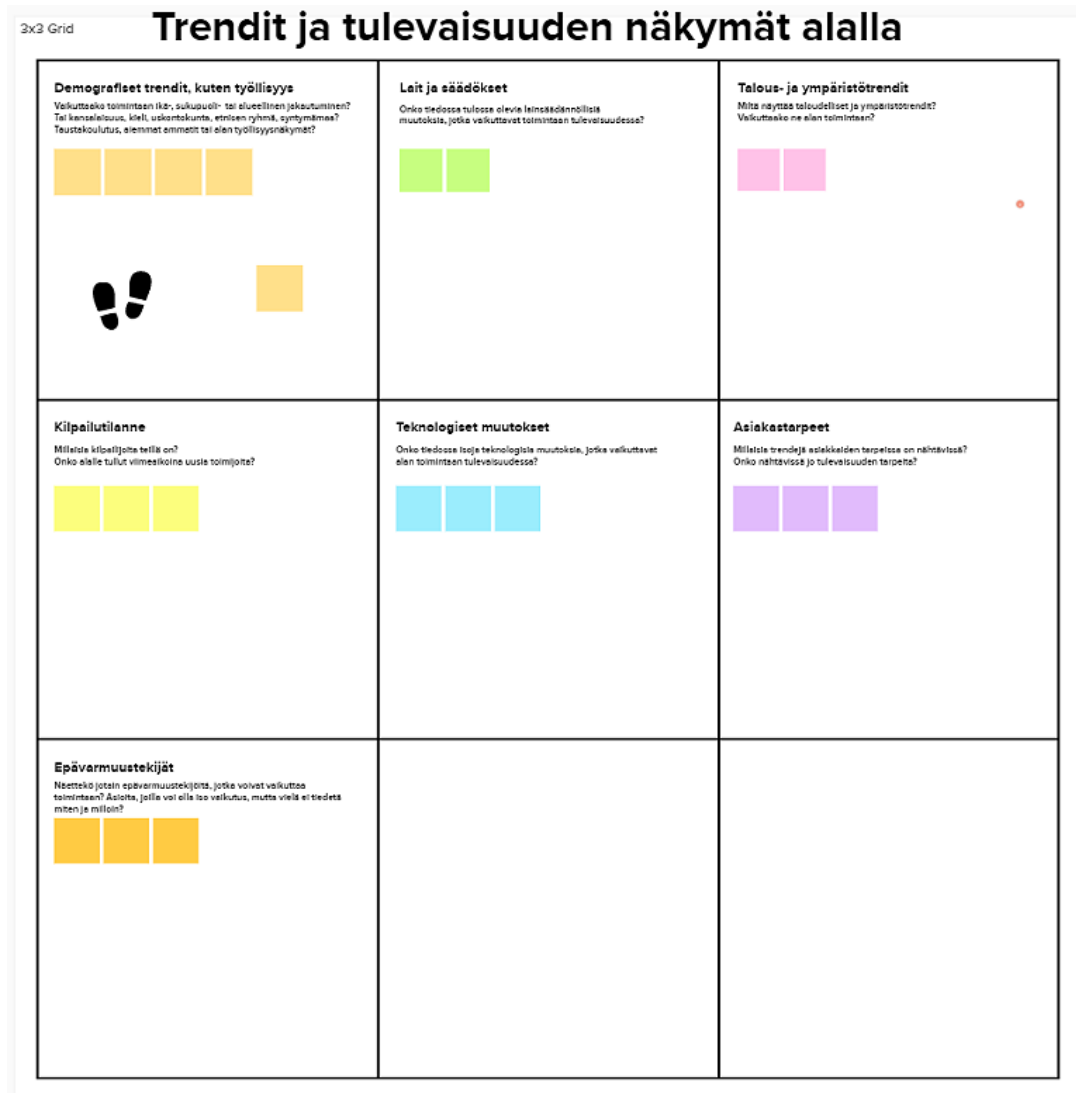 3x3 Grid
Trendit ja tulevaisuuden näkymät alalla
Demografiset trendit, kuten työllisyys
Vaikuttaako toimintaan ikä-, sukupuoli- tai alueellinen jakautuminen?
Tai kansalaisuus, kieli, uskontokunta, etnisen ryhmä, syntymämaa?
Taustakoulutus, aiemmat ammatit tai alan työllisyysnäkymät?
Lait ja säädökset
Onko tiedossa tulossa olevia lainsäädännöllisiä
muutoksia, jotka vaikuttavat toimintaan tulevaisuudessa?
Talous- ja ympäristötrendit
Miltä näyttää taloudelliset ja ympäristötrendit?
Vaikuttaako ne alan toimintaan?
Kilpailutilanne
Millaisia kilpailijoita teillä on?
Onko alalle tullut viimeaikoina uusia toimijoita?
Teknologiset muutokset
Onko tiedossa isoja teknologisia muutoksia, jotka vaikuttavat
alan toimintaan tulevaisuudessa?
Asiakastarpeet
Millaisia trendejä asiakkaiden tarpeissa on nähtävissä?
Onko nähtävissä jo tulevaisuuden tarpeita?
Epävarmuustekijät
Näettekö jotain epävarmuustekijöitä, jotka voivat vaikuttaa
toimintaan? Asioita, joilla voi olla iso vaikutus, mutta vielä ei tiedetä
miten ja milloin?